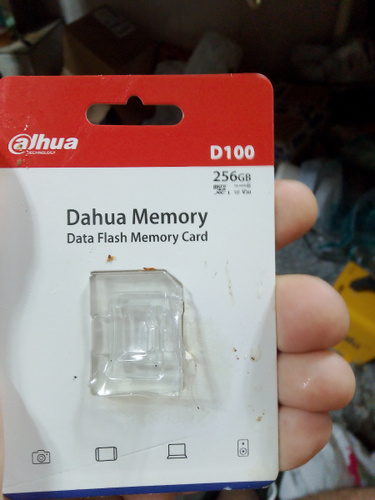 alhua
TECHNOLOGY
D100
256GB
Dahua Memory
Data Flash Memory Card